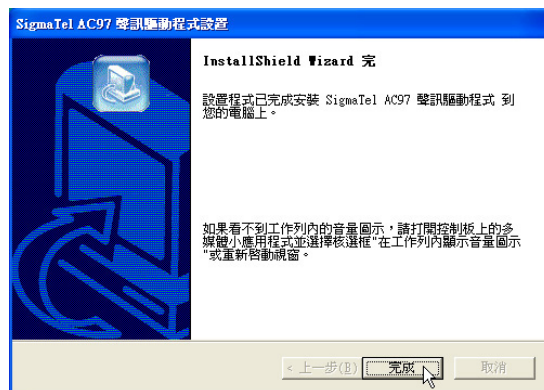 SigmaTel AC97 聲訊驅動程式設置
InstallShield Wizard 完
設置程式已完成安裝 SigmaTel AC97 聲訊驅動程式 到
您的電腦上。
如果看不到工作列內的音量圖示，請打開控制板上的多
媒體小應用程式並選擇核選框"在工作列內顯示音量圖示
"或重新啓動視窗。
< 上一步(B)
完成
取消